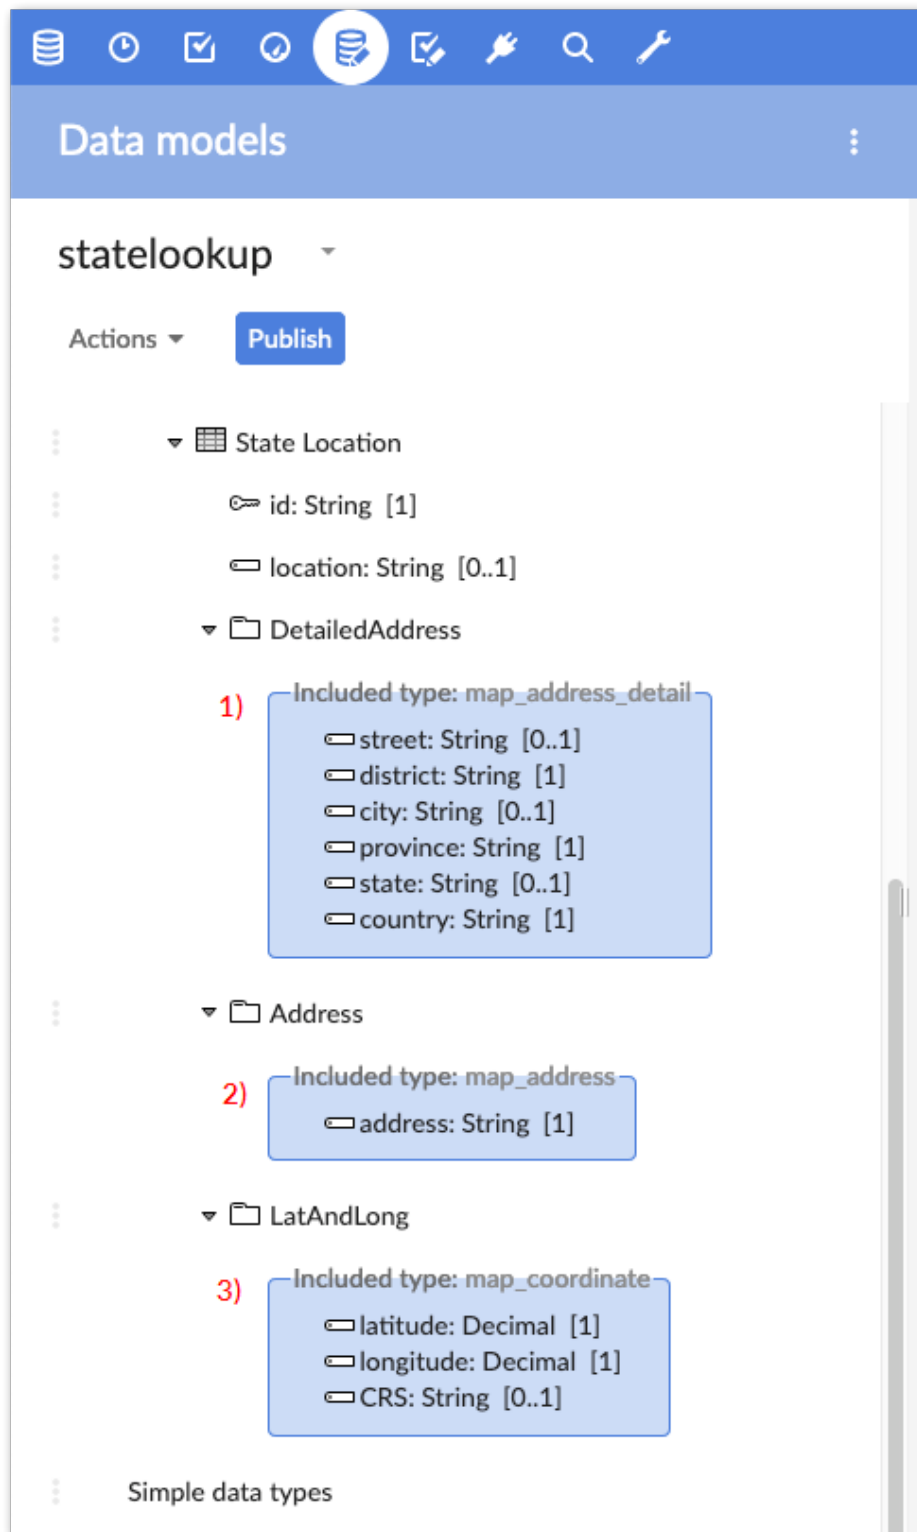 Data models
statelookup
Actions
Publish
State Location
id: String [1]
location: String [0..1]
DetailedAddress
1)
Included type: map_address_detail
street: String [0..1]
district: String [1]
city: String [0..1]
province: String [1]
state: String [0..1]
country: String [1]
Address
2)
Included type: map_address
address: String [1]
LatAndLong
3)
Included type: map_coordinate
latitude: Decimal [1]
longitude: Decimal [1]
CRS: String [0..1]
Simple data types